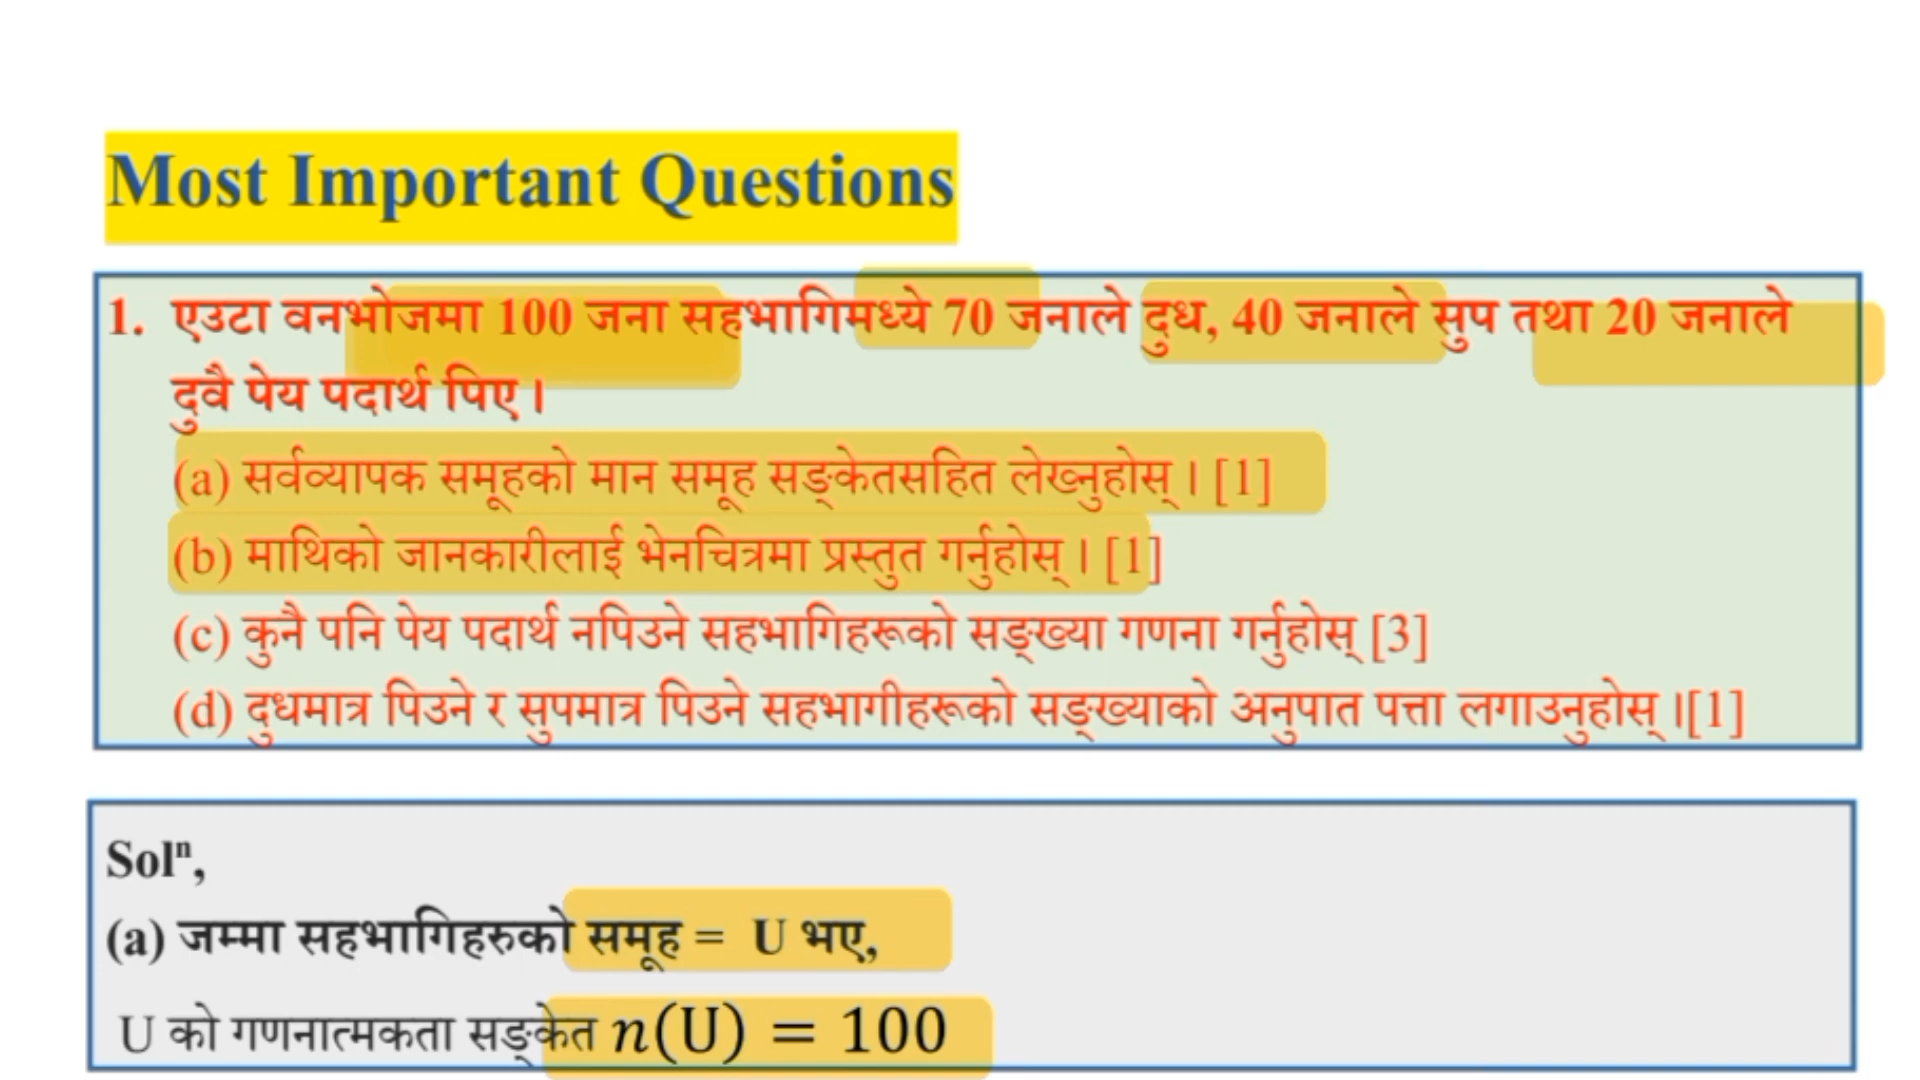 Most Important Questions
1. एउटा वनभोजमा 100 जना सहभागिमध्ये 70 जनाले दुध, 40 जनाले सुप तथा 20 जनाले
दुवै पेय पदार्थ पिए ।
(a) सर्वव्यापक समूहको मान समूह सङ्केतसहित लेख्नुहोस् । [1]
(b) माथिको जानकारीलाई भेनचित्रमा प्रस्तुत गर्नुहोस् । [1]
(c) कुनै पनि पेय पदार्थ नपिउने सहभागिहरूको सङ्ख्या गणना गर्नुहोस् [3]
(d) दुधमात्र पिउने र सुपमात्र पिउने सहभागीहरूको सङ्ख्याको अनुपात पत्ता लगाउनुहोस् ।[1]
Solⁿ,
(a) जम्मा सहभागिहरुको समूह = U भए,
U को गणनात्मकता सङ्केत n(U) = 100